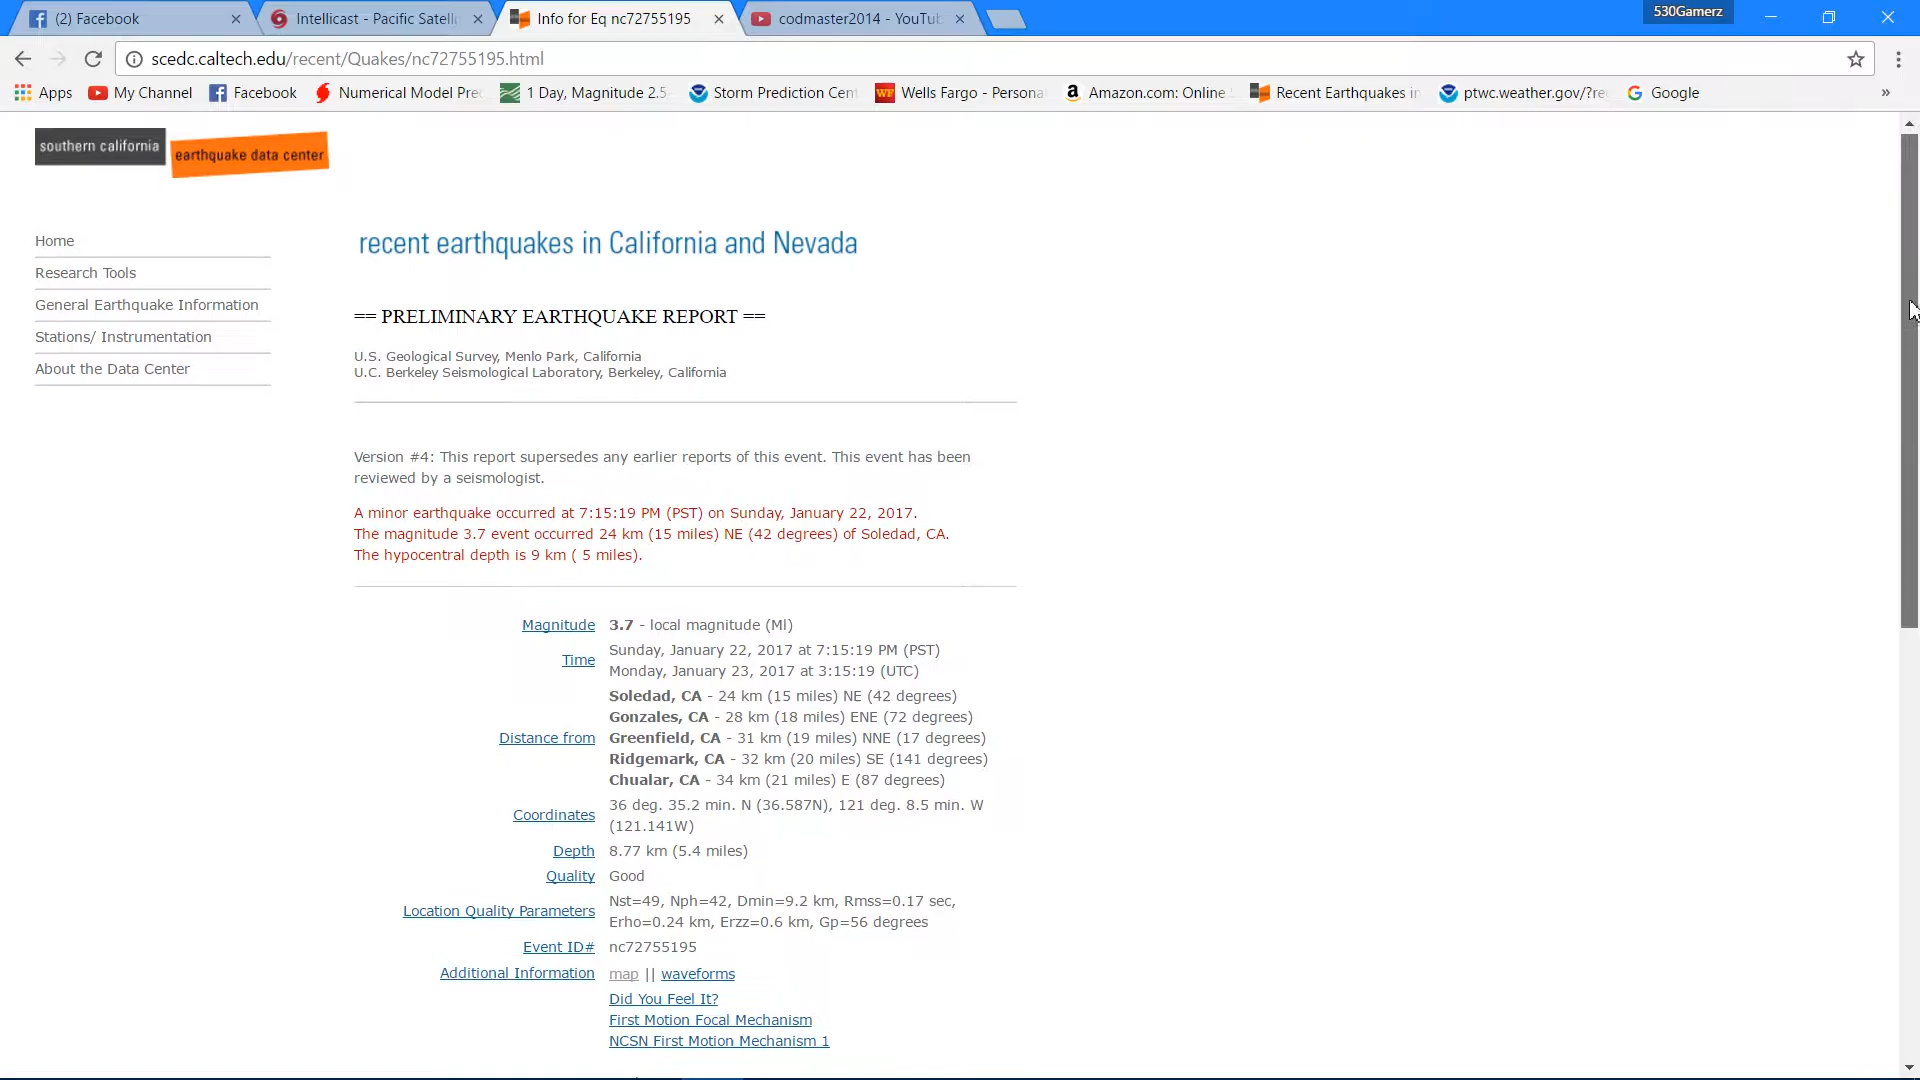 (2) Facebook
Intellicast - Pacific Satelli
Info for Eq nc72755195
codmaster2014 - YouTu
530Gamerz
scedc.caltech.edu/recent/Quakes/nc72755195.html
Apps
My Channel
Facebook
Numerical Model Pre
1 Day, Magnitude 2.5
Storm Prediction Cent
WF
Wells Fargo - Persona
Amazon.com: Online
Recent Earthquakes in
ptwc.weather.gov/?re
Google
southern california
earthquake data center
Home
Research Tools
General Earthquake Information
Stations/ Instrumentation
About the Data Center
recent earthquakes in California and Nevada
== PRELIMINARY EARTHQUAKE REPORT ==
U.S. Geological Survey, Menlo Park, California
U.C. Berkeley Seismological Laboratory, Berkeley, California
Version #4: This report supersedes any earlier reports of this event. This event has been
reviewed by a seismologist.
A minor earthquake occurred at 7:15:19 PM (PST) on Sunday, January 22, 2017.
The magnitude 3.7 event occurred 24 km (15 miles) NE (42 degrees) of Soledad, CA.
The hypocentral depth is 9 km ( 5 miles).
Magnitude 3.7 - local magnitude (Ml)
Time Sunday, January 22, 2017 at 7:15:19 PM (PST)
Monday, January 23, 2017 at 3:15:19 (UTC)
Distance from Soledad, CA - 24 km (15 miles) NE (42 degrees)
Gonzales, CA - 28 km (18 miles) ENE (72 degrees)
Greenfield, CA - 31 km (19 miles) NNE (17 degrees)
Ridgemark, CA - 32 km (20 miles) SE (141 degrees)
Chualar, CA - 34 km (21 miles) E (87 degrees)
Coordinates 36 deg. 35.2 min. N (36.587N), 121 deg. 8.5 min. W
(121.141W)
Depth 8.77 km (5.4 miles)
Quality Good
Location Quality Parameters Nst=49, Nph=42, Dmin=9.2 km, Rmss=0.17 sec,
Erho=0.24 km, Erzz=0.6 km, Gp=56 degrees
Event ID# nc72755195
Additional Information map || waveforms
Did You Feel It?
First Motion Focal Mechanism
NCSN First Motion Mechanism 1